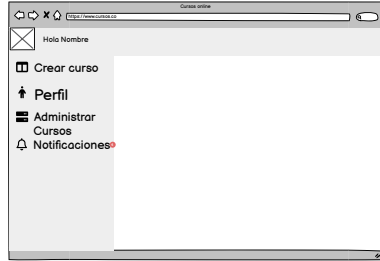 Cursos online
https://www.cursos.co
Hola Nombre
Crear curso
Perfil
Administrar
Cursos
Notificaciones